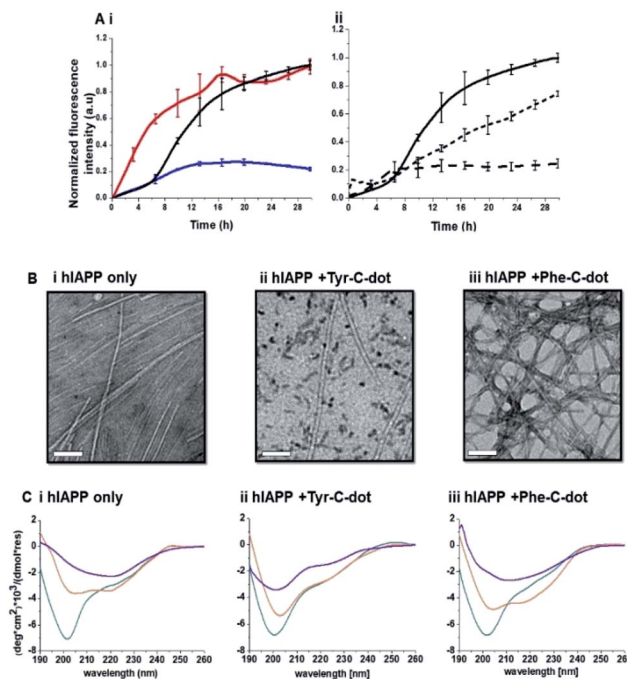 A i
ii
Normalized fluorescence
intensity (a.u)
1.0
0.8
0.6
0.4
0.2
0.0
0 4 8 12 16 20 24 28
Time (h)
1.2
1.0
0.8
0.6
0.4
0.2
0.0
0 4 8 12 16 20 24 28
Time (h)
B i hIAPP only
ii hIAPP +Tyr-C-dot
iii hIAPP +Phe-C-dot
C i hIAPP only
ii hIAPP +Tyr-C-dot
iii hIAPP +Phe-C-dot
(deg*cm²)*10³/(dmol*res)
2
0
-2
-4
-6
-8
190 200 210 220 230 240 250 260
wavelength (nm)
2
0
-2
-4
-6
-8
190 200 210 220 230 240 250 260
wavelength [nm]
2
0
-2
-4
-6
-8
190 200 210 220 230 240 250 260
wavelength [nm]